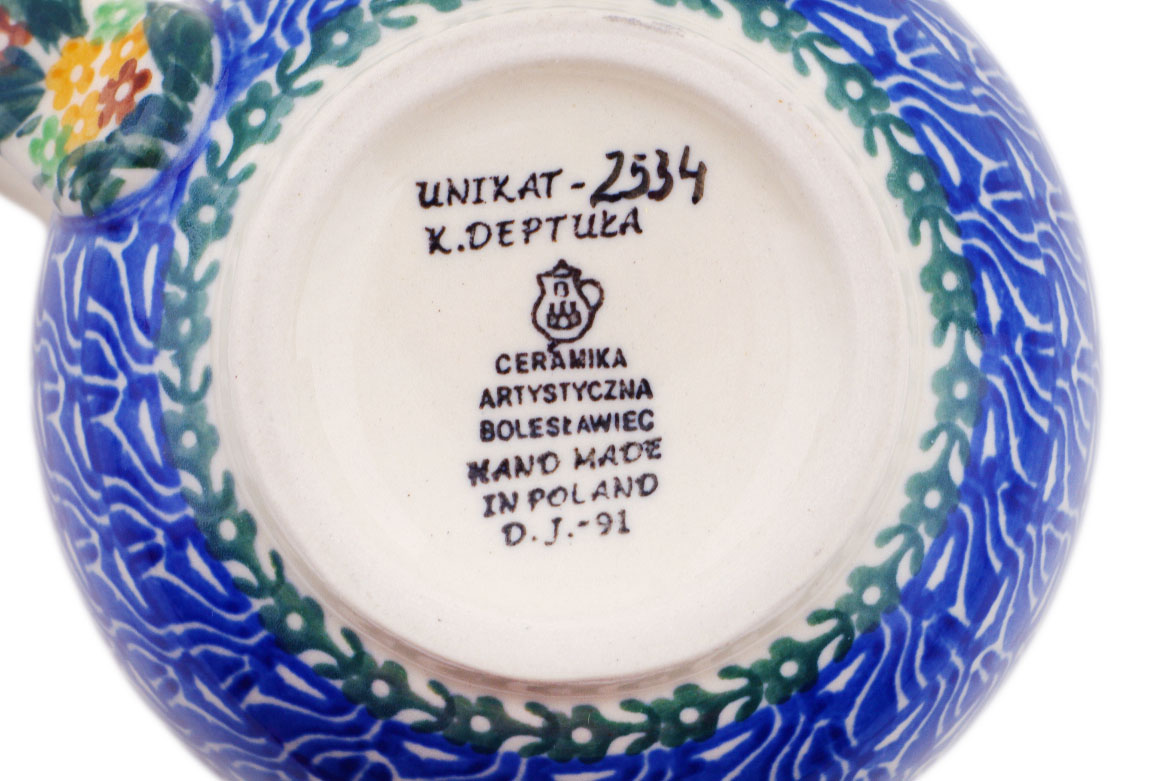 UNIKAT-2534
K.DEPTUŁA
CERAMIKA
ARTYSTYCZNA
BOLESŁAWIEC
HAND MADE
IN POLAND
D.J.-91